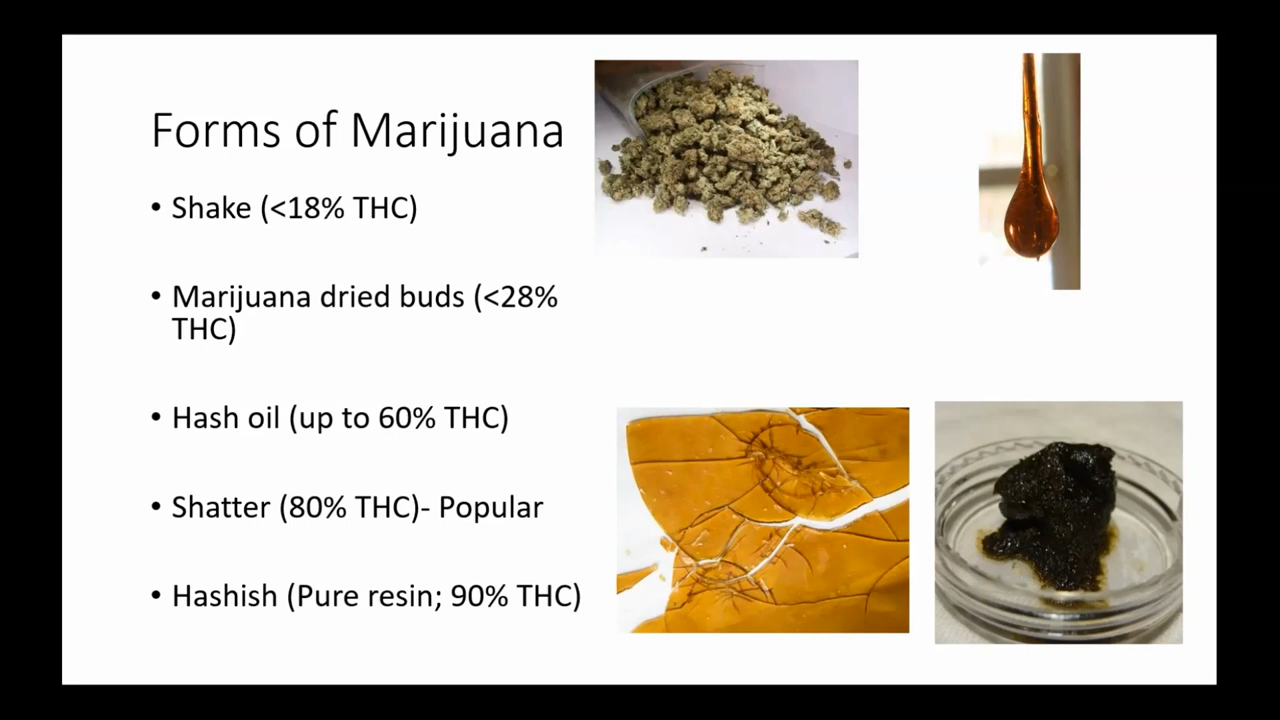 Forms of Marijuana
• Shake (<18% THC)
• Marijuana dried buds (<28%
THC)
• Hash oil (up to 60% THC)
• Shatter (80% THC)- Popular
• Hashish (Pure resin; 90% THC)